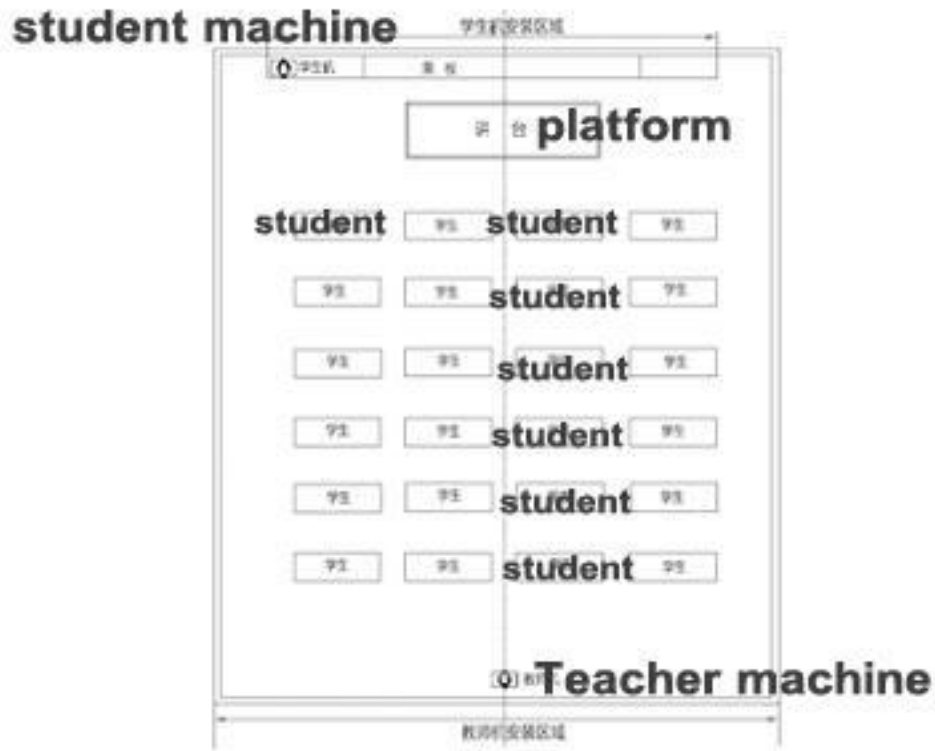 student machine
学生机安装区域
学生机 黑板
讲台 platform
student 学生 student 学生
学生 学生 student 学生
学生 学生 student 学生
学生 学生 student 学生
学生 学生 student 学生
学生 学生 student 学生
Teacher machine
教师机安装区域